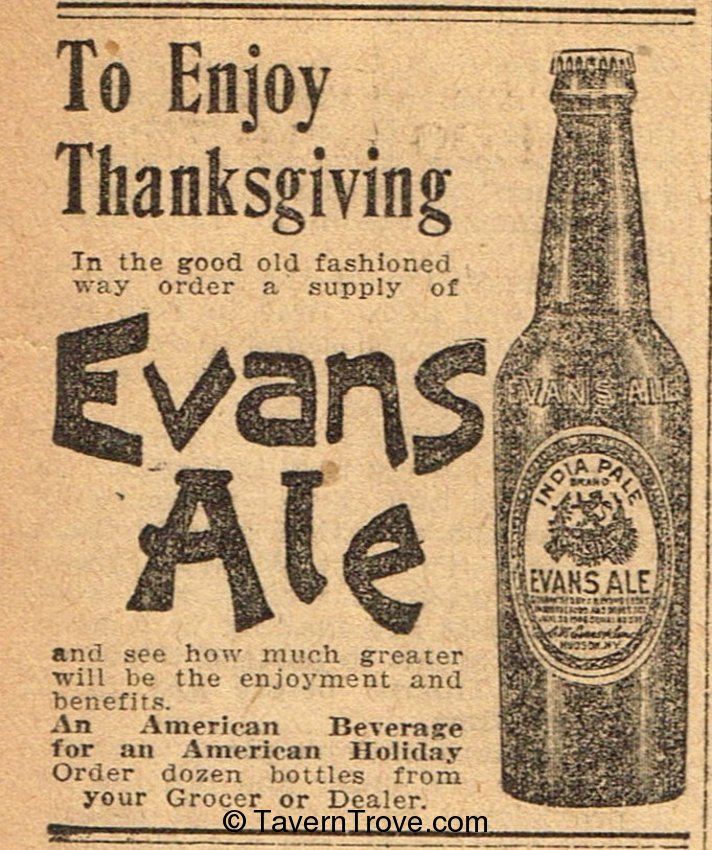 To Enjoy
Thanksgiving
In the good old fashioned
way order a supply of
Evans
Ale
and see how much greater
will be the enjoyment and
benefits.
An American Beverage
for an American Holiday
Order dozen bottles from
your Grocer or Dealer.
EVANS ALE
INDIA PALE
BRAND
EVANS ALE
HUDSON, N.Y.
© TavernTrove.com